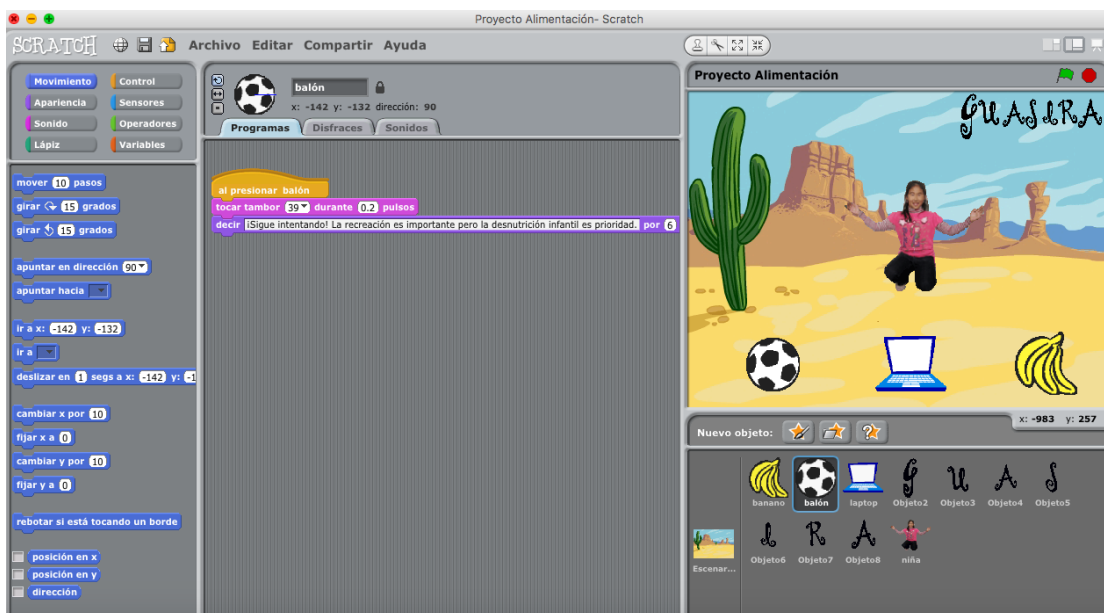 Proyecto Alimentación- Scratch
SCRATCH Archivo Editar Compartir Ayuda
Movimiento Control
Apariencia Sensores
Sonido Operadores
Lápiz Variables
mover 10 pasos
girar 15 grados
girar 15 grados
apuntar en dirección 90
apuntar hacia
ir a x: -142 y: -132
ir a
deslizar en 1 segs a x: -142 y: -1
cambiar x por 10
fijar x a 0
cambiar y por 10
fijar y a 0
rebotar si está tocando un borde
posición en x
posición en y
dirección
balón
x: -142 y: -132 dirección: 90
Programas Disfraces Sonidos
al presionar balón
tocar tambor 39 durante 0.2 pulsos
decir ¡Sigue intentando! La recreación es importante pero la desnutrición infantil es prioridad. por 6
Proyecto Alimentación
GUASIRA
x: -983 y: 257
Nuevo objeto:
banano balón laptop Objeto2 Objeto3 Objeto4 Objeto5
G U A S
Objeto6 Objeto7 Objeto8 niña
I R A
Escenar...